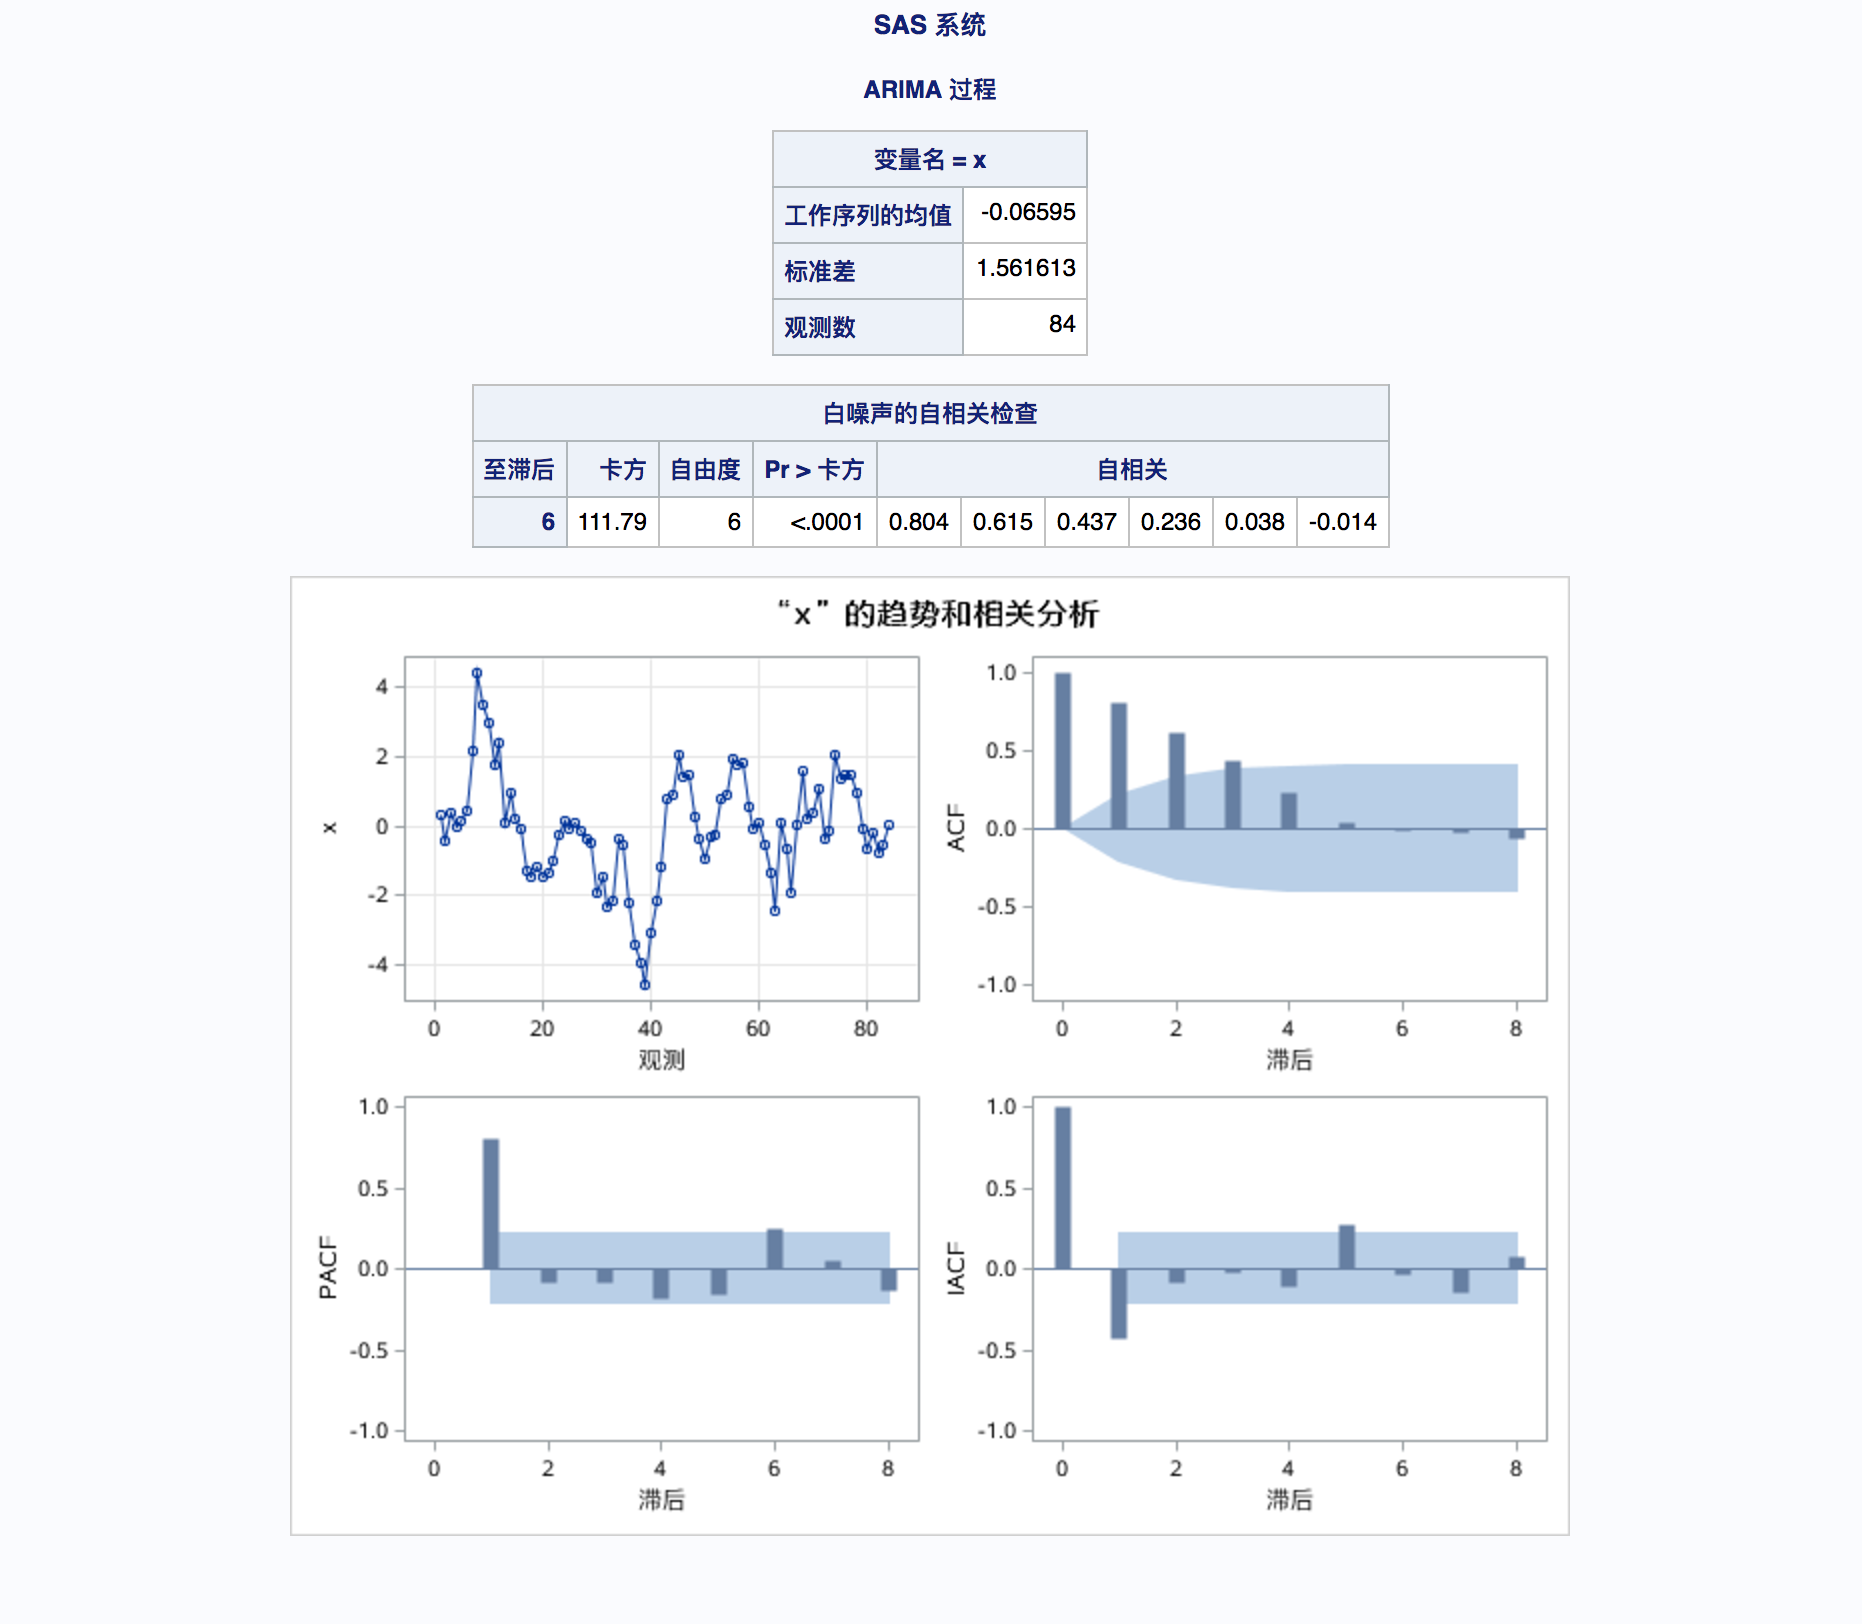 SAS 系统
ARIMA 过程
变量名 = x
工作序列的均值 -0.06595
标准差 1.561613
观测数 84
白噪声的自相关检查
至滞后 卡方 自由度 Pr > 卡方 自相关
6 111.79 6 <.0001 0.804 0.615 0.437 0.236 0.038 -0.014
“x”的趋势和相关分析
4
2
0
-2
-4
x
0 20 40 60 80
观测
1.0
0.5
0.0
-0.5
-1.0
ACF
0 2 4 6 8
滞后
1.0
0.5
0.0
-0.5
-1.0
PACF
0 2 4 6 8
滞后
1.0
0.5
0.0
-0.5
-1.0
IACF
0 2 4 6 8
滞后